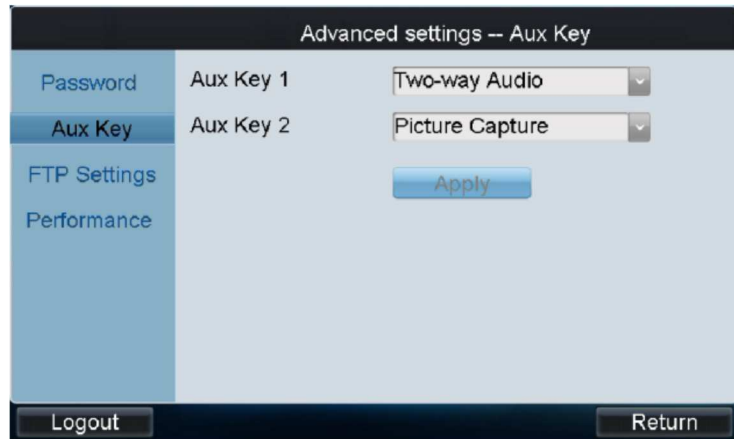 Advanced settings -- Aux Key
Password
Aux Key
FTP Settings
Performance
Aux Key 1 Two-way Audio
Aux Key 2 Picture Capture
Apply
Logout Return